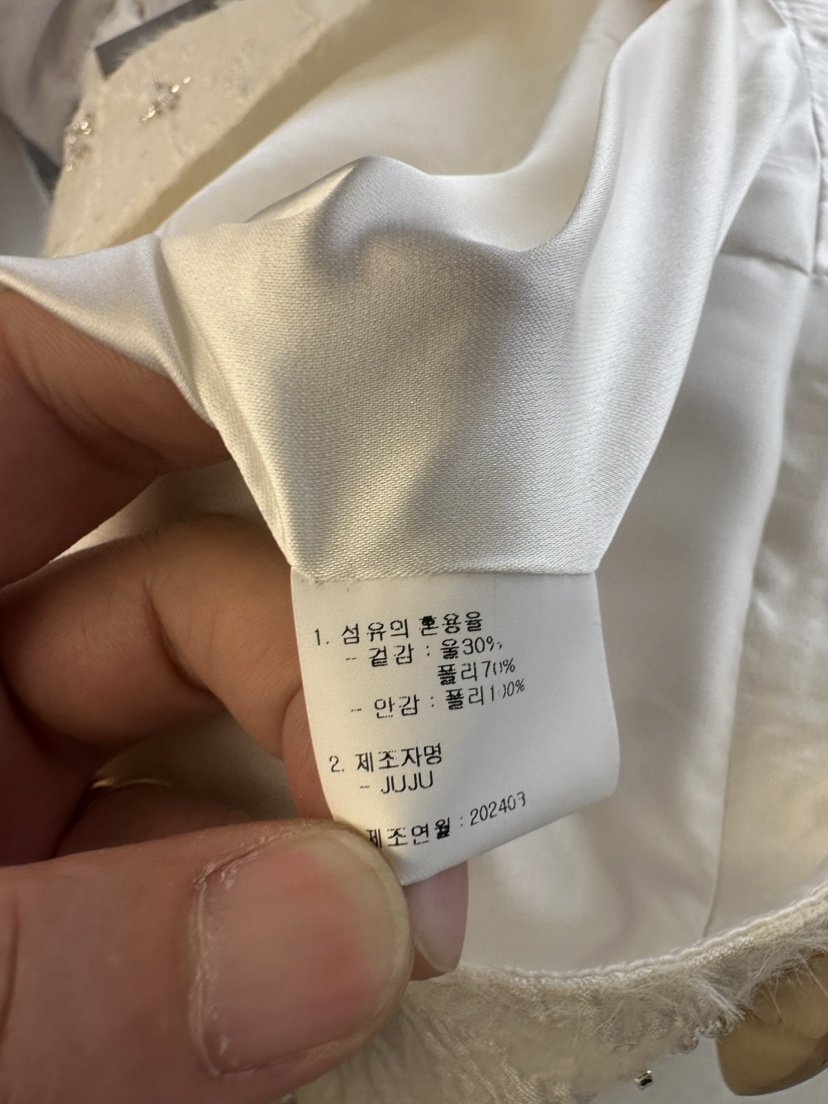 1. 섬유의 혼용율
- 겉감 : 울30%
폴리70%
- 안감 : 폴리100%
2. 제조자명
- JUJU
제조연월 : 202403